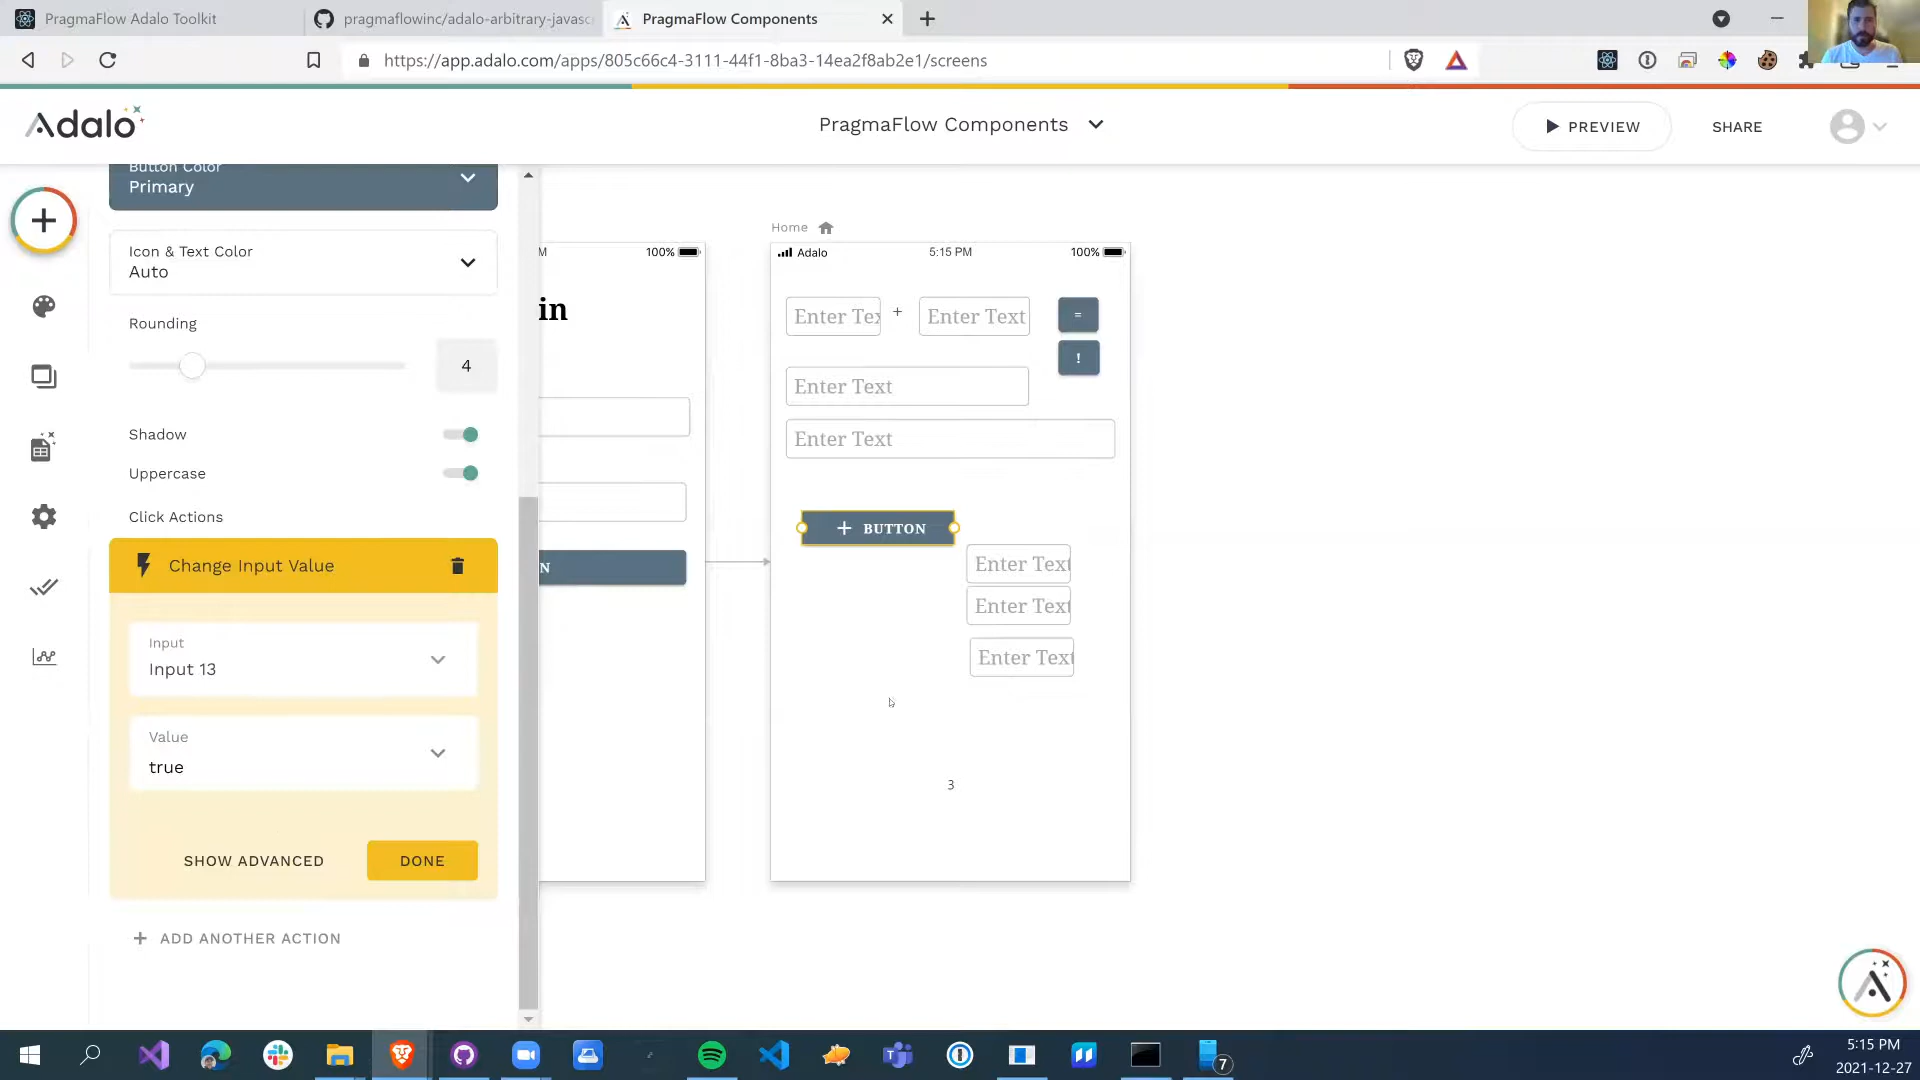 PragmaFlow Adalo Toolkit
pragmaflowinc/adalo-arbitrary-javasc
PragmaFlow Components
https://app.adalo.com/apps/805c66c4-3111-44f1-8ba3-14ea2f8ab2e1/screens
Adalo
PragmaFlow Components
PREVIEW
SHARE
Button Color
Primary
Icon & Text Color
Auto
Rounding
4
Shadow
Uppercase
Click Actions
Change Input Value
Input
Input 13
Value
true
SHOW ADVANCED
DONE
+ ADD ANOTHER ACTION
M
100%
in
N
Home
Adalo
5:15 PM
100%
Enter Tex
+
Enter Text
=
!
Enter Text
Enter Text
+ BUTTON
Enter Text
Enter Text
Enter Text
3
7
5:15 PM
2021-12-27